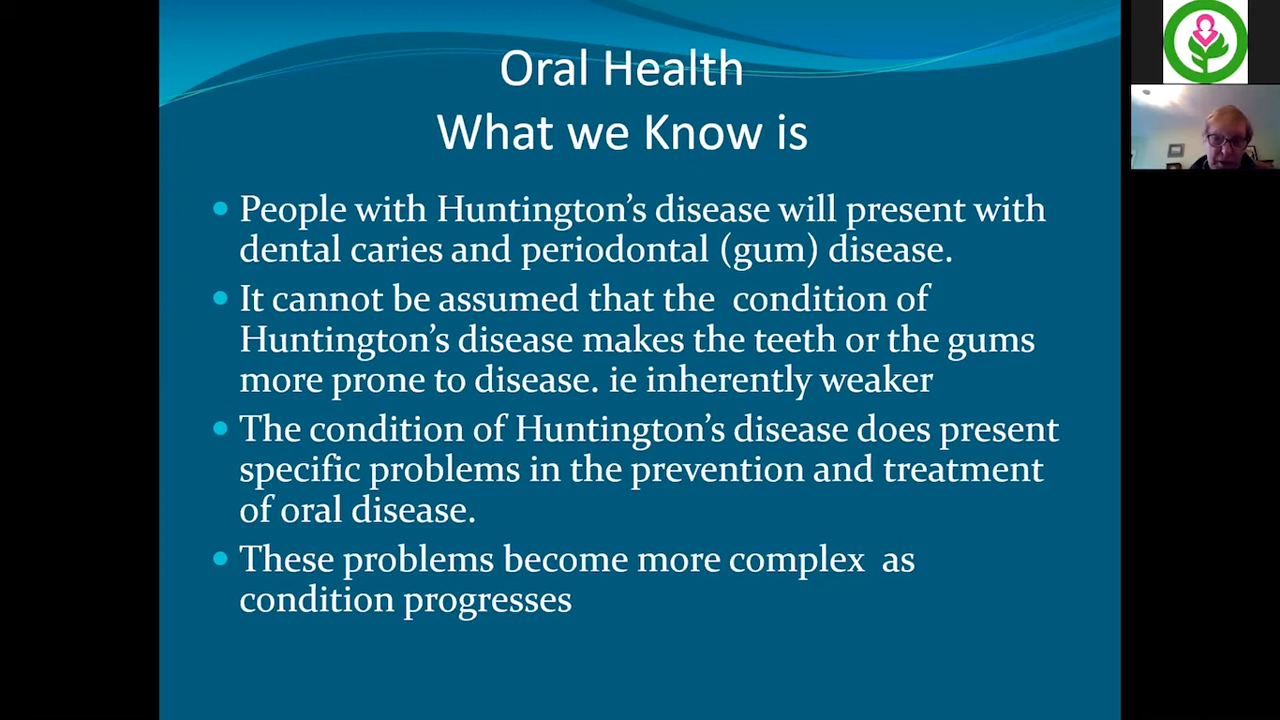 Oral Health
What we Know is
• People with Huntington’s disease will present with
dental caries and periodontal (gum) disease.
• It cannot be assumed that the condition of
Huntington’s disease makes the teeth or the gums
more prone to disease. ie inherently weaker
• The condition of Huntington’s disease does present
specific problems in the prevention and treatment
of oral disease.
• These problems become more complex as
condition progresses